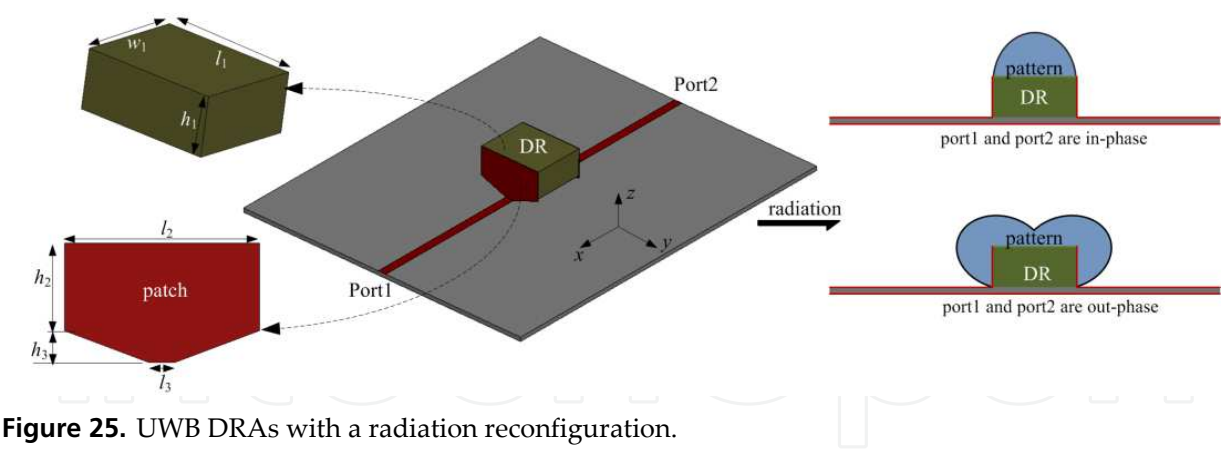 w1
l1
h1
l2
h2
patch
h3
l3
Port2
DR
z
x
y
Port1
radiation
pattern
DR
port1 and port2 are in-phase
pattern
DR
port1 and port2 are out-phase
Figure 25. UWB DRAs with a radiation reconfiguration.